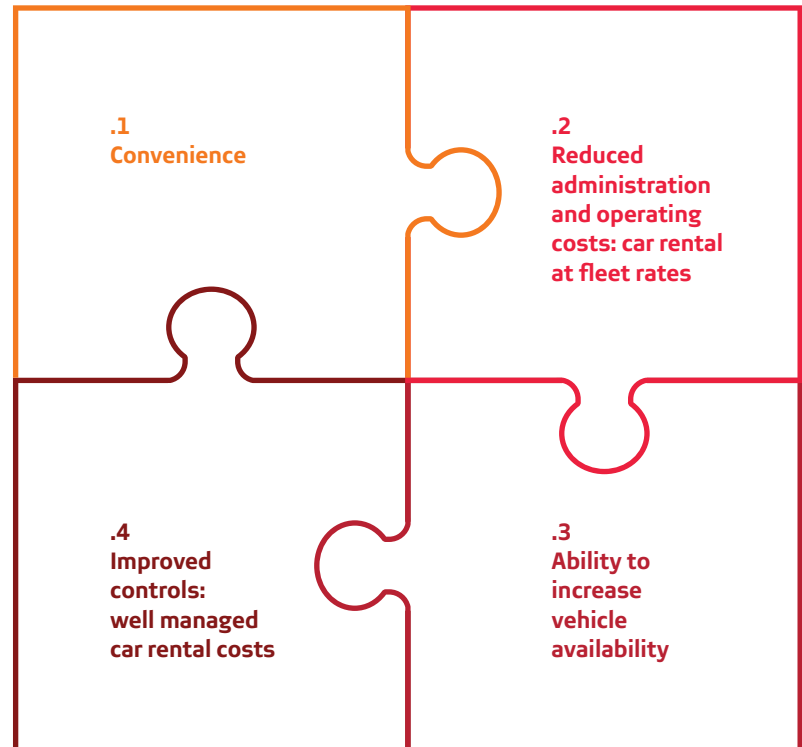 .1
Convenience
.2
Reduced
administration
and operating
costs: car rental
at fleet rates
.3
Ability to
increase
vehicle
availability
.4
Improved
controls:
well managed
car rental costs